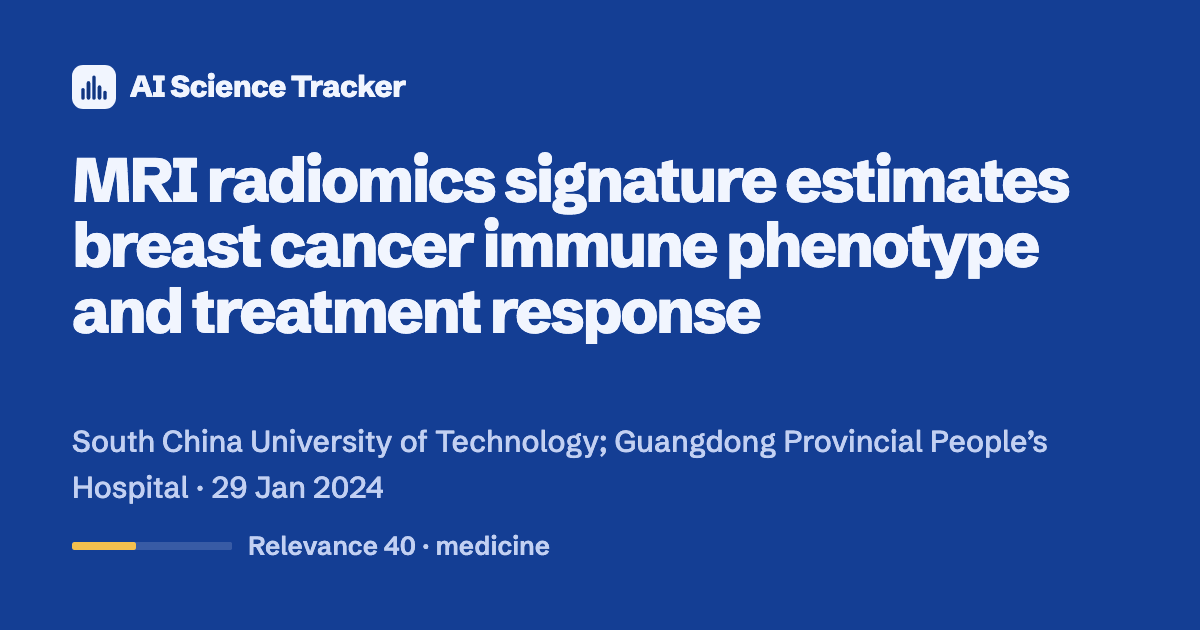 AI Science Tracker
MRI radiomics signature estimates
breast cancer immune phenotype
and treatment response
South China University of Technology; Guangdong Provincial People’s
Hospital · 29 Jan 2024
Relevance 40 · medicine